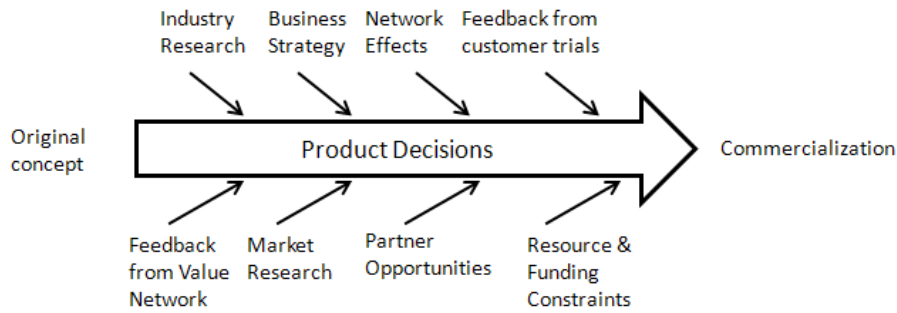 Industry
Research
Business
Strategy
Network
Effects
Feedback from
customer trials
Original
concept
Product Decisions
Commercialization
Feedback
from Value
Network
Market
Research
Partner
Opportunities
Resource &
Funding
Constraints